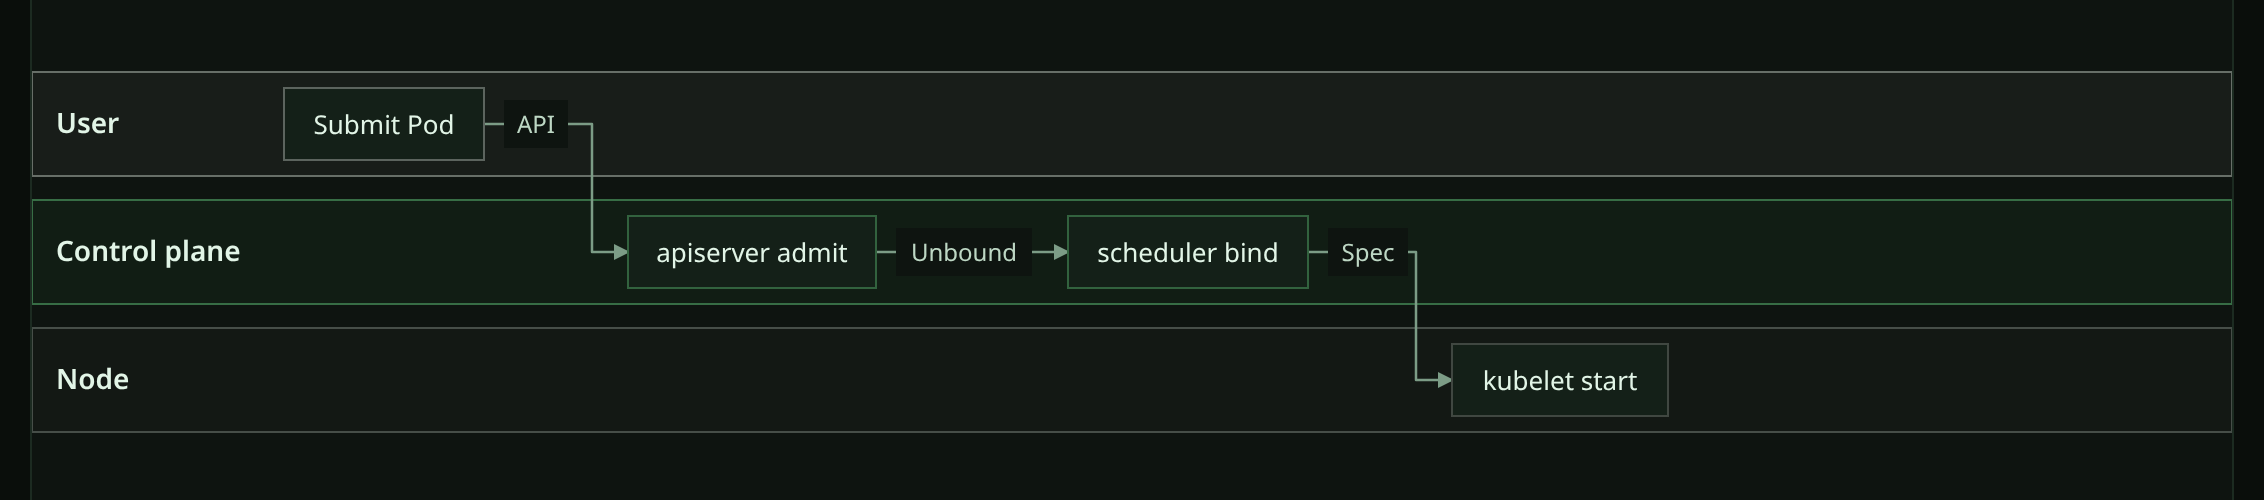 User
Submit Pod
API
Control plane
apiserver admit
Unbound
scheduler bind
Spec
Node
kubelet start